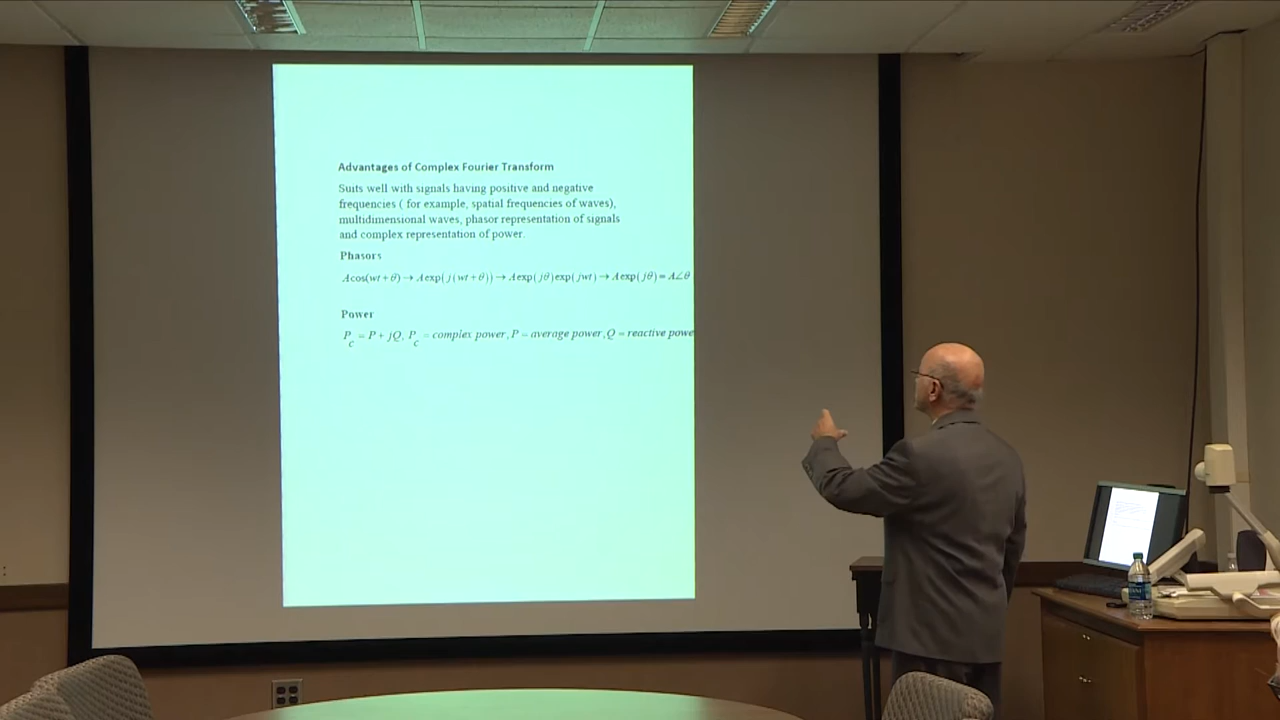 Advantages of Complex Fourier Transform
Suits well with signals having positive and negative
frequencies ( for example, spatial frequencies of waves),
multidimensional waves, phasor representation of signals
and complex representation of power.
Phasors
Acos(wt+θ)→Aexp(j(wt+θ))→Aexp(jθ)exp(jwt)→Aexp(jθ)=A∠θ
Power
P_c = P + jQ, P_c = complex power, P = average power, Q = reactive powe